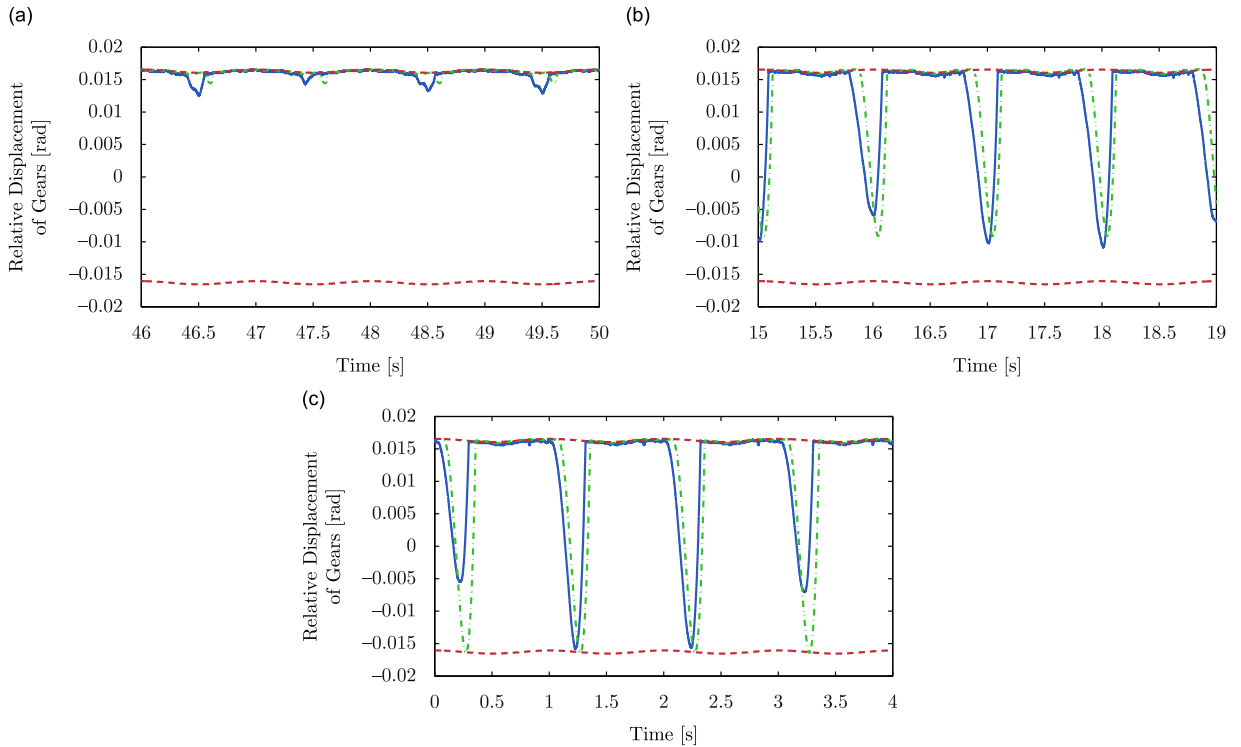 (a)
0.02
0.015
0.01
0.005
0
−0.005
−0.01
−0.015
−0.02
Relative Displacement
of Gears [rad]
46 46.5 47 47.5 48 48.5 49 49.5 50
Time [s]
(b)
0.02
0.015
0.01
0.005
0
−0.005
−0.01
−0.015
−0.02
Relative Displacement
of Gears [rad]
15 15.5 16 16.5 17 17.5 18 18.5 19
Time [s]
(c)
0.02
0.015
0.01
0.005
0
−0.005
−0.01
−0.015
−0.02
Relative Displacement
of Gears [rad]
0 0.5 1 1.5 2 2.5 3 3.5 4
Time [s]